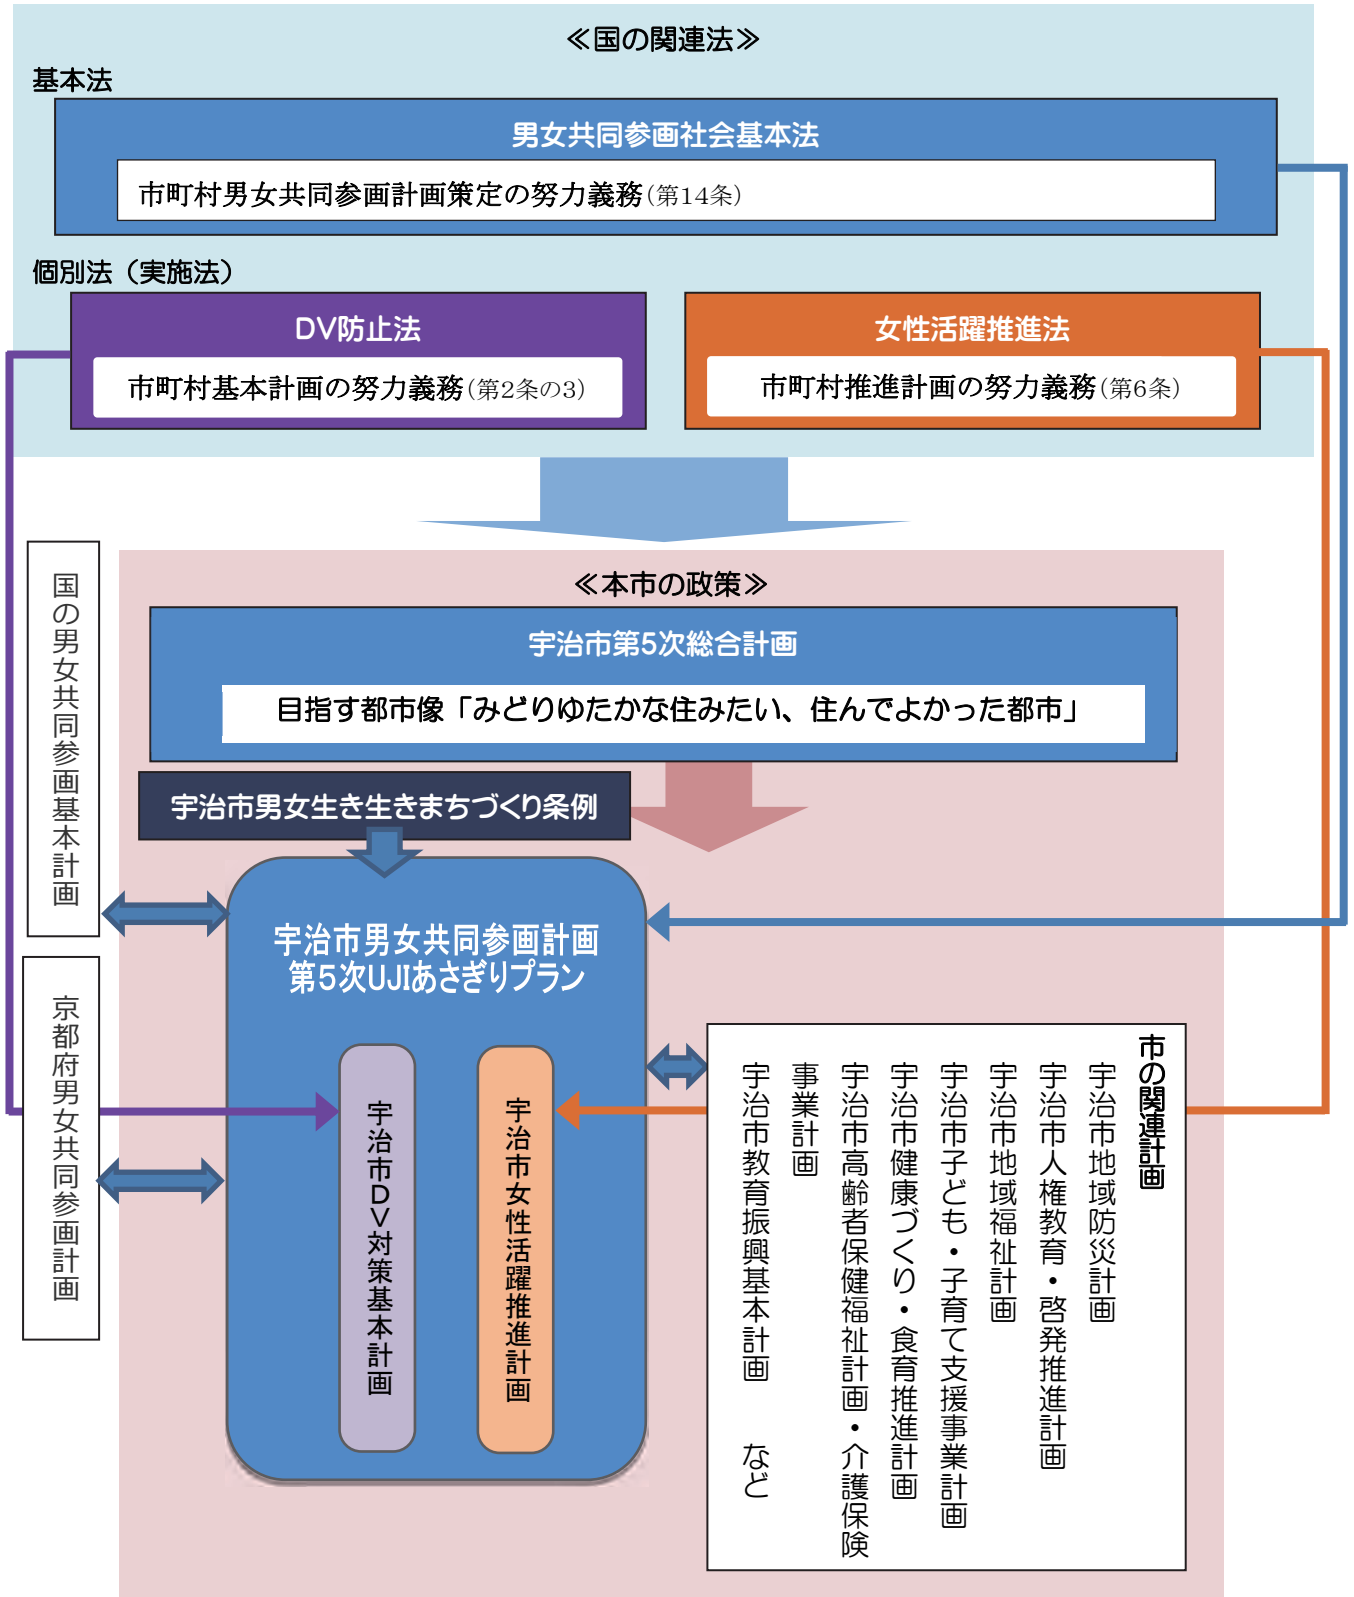 ≪国の関連法≫
基本法
男女共同参画社会基本法
市町村男女共同参画計画策定の努力義務(第14条)
個別法（実施法）
DV防止法
市町村基本計画の努力義務(第2条の3)
女性活躍推進法
市町村推進計画の努力義務(第6条)
国の男女共同参画基本計画
京都府男女共同参画計画
≪本市の政策≫
宇治市第5次総合計画
目指す都市像「みどりゆたかな住みたい、住んでよかった都市」
宇治市男女生き生きまちづくり条例
宇治市男女共同参画計画
第5次UJIあさぎりプラン
宇治市DV対策基本計画
宇治市女性活躍推進計画
市の関連計画
宇治市地域防災計画
宇治市人権教育・啓発推進計画
宇治市地域福祉計画
宇治市子ども・子育て支援事業計画
宇治市健康づくり・食育推進計画
宇治市高齢者保健福祉計画・介護保険
事業計画
宇治市教育振興基本計画　など